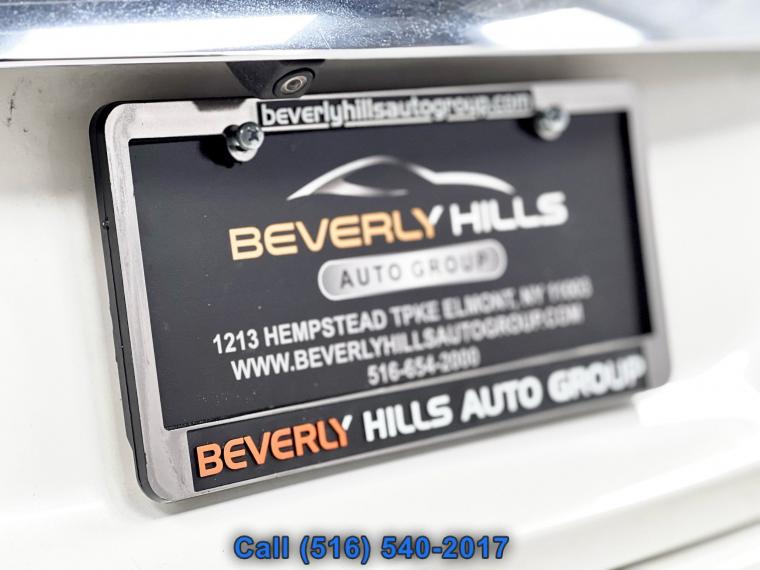 beverlyhillsautogroup.com
BEVERLY HILLS
AUTO GROUP
1213 HEMPSTEAD TPKE ELMONT, NY 11003
WWW.BEVERLYHILLSAUTOGROUP.COM
516-654-2000
BEVERLY HILLS AUTO GROUP
Call (516) 540-2017